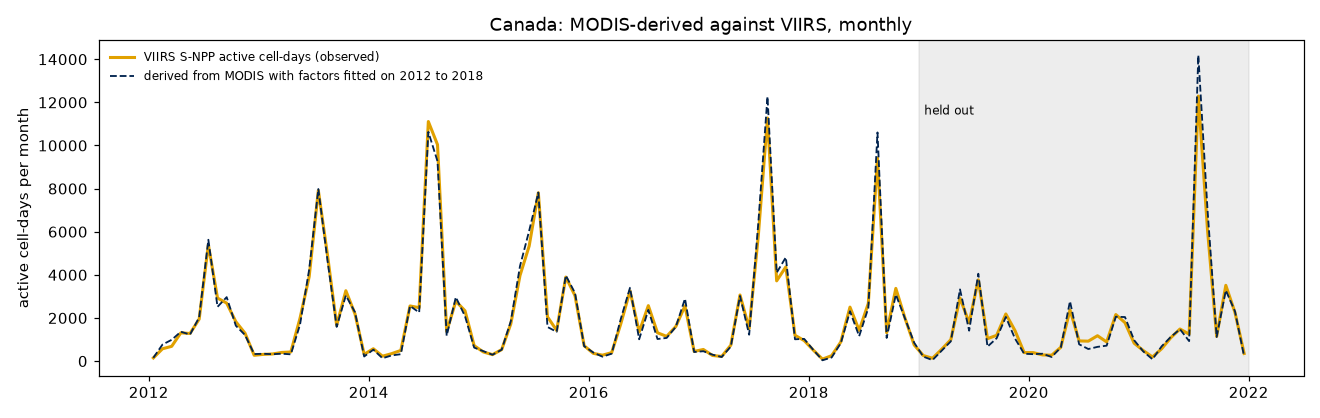 Canada: MODIS-derived against VIIRS, monthly
VIIRS S-NPP active cell-days (observed)
derived from MODIS with factors fitted on 2012 to 2018
held out
active cell-days per month
14000
12000
10000
8000
6000
4000
2000
0
2012
2014
2016
2018
2020
2022